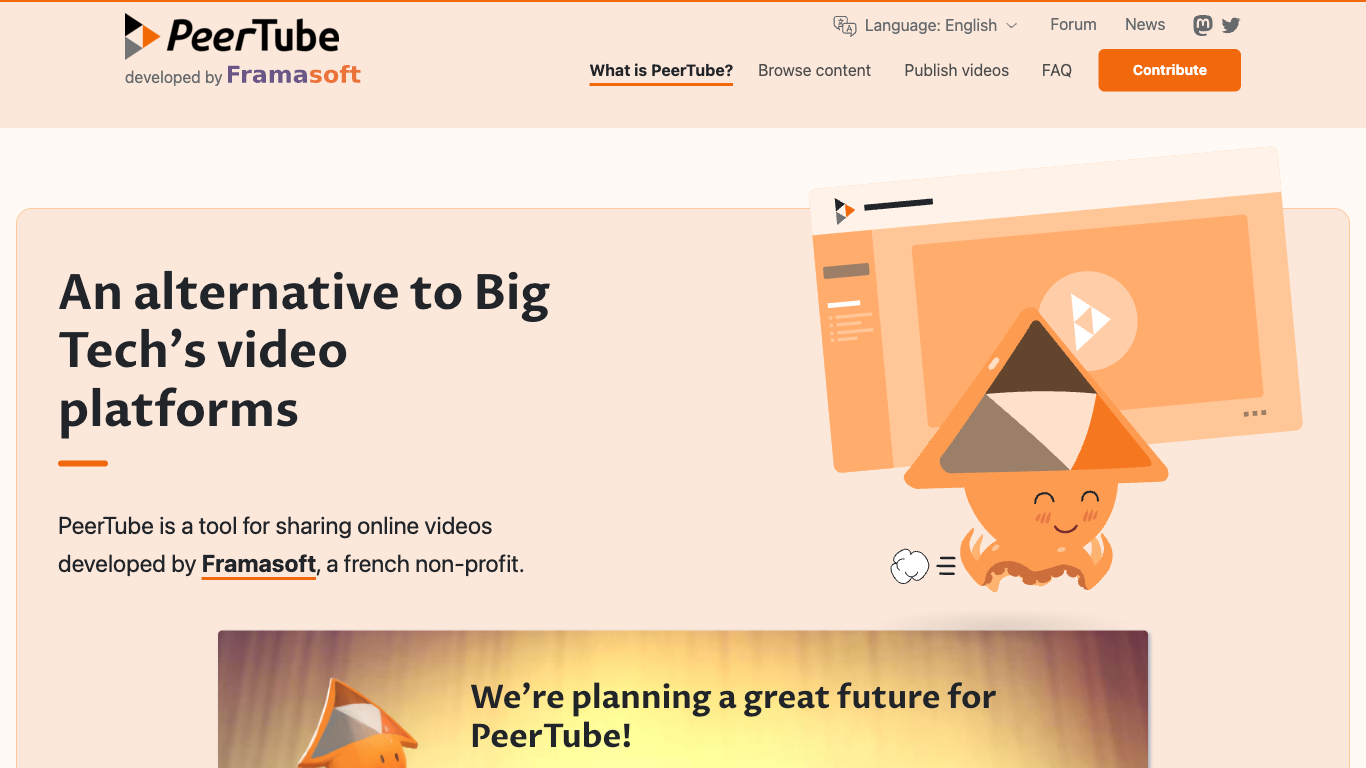 PeerTube
developed by Framasoft
Language: English
Forum
News
What is PeerTube?
Browse content
Publish videos
FAQ
Contribute
An alternative to Big
Tech’s video
platforms
PeerTube is a tool for sharing online videos
developed by Framasoft, a french non-profit.
We’re planning a great future for
PeerTube!